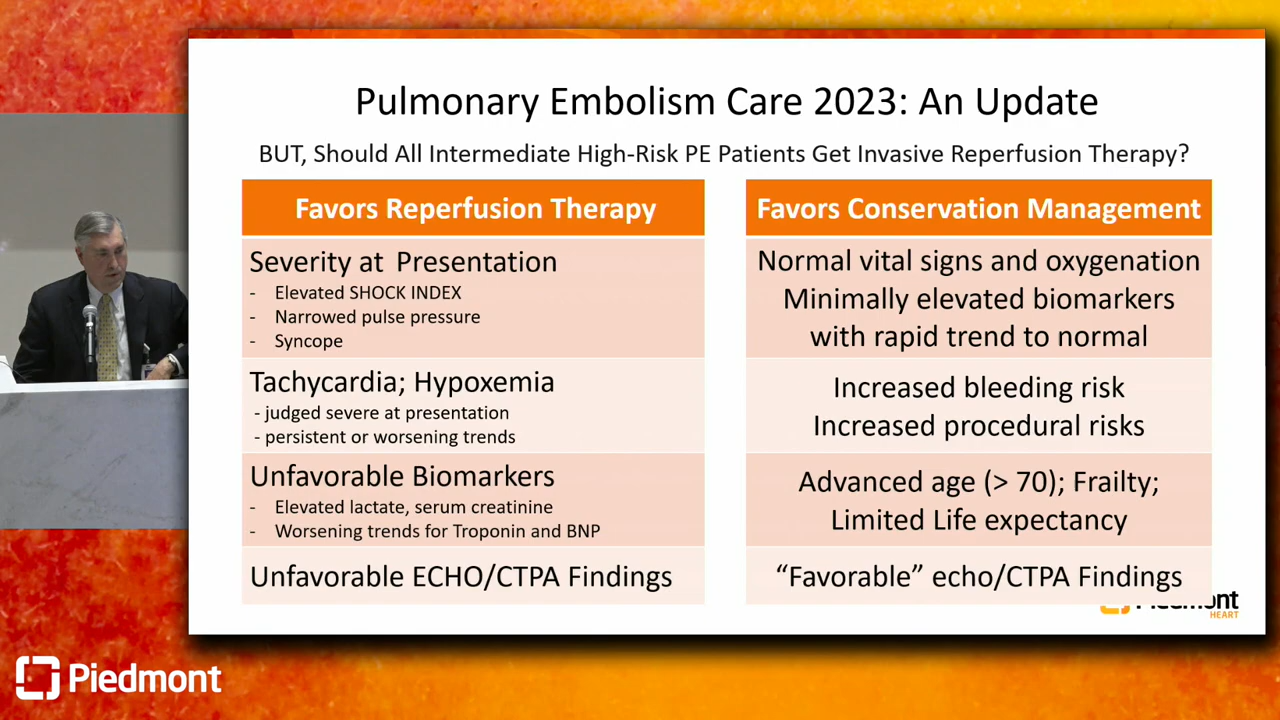 Pulmonary Embolism Care 2023: An Update
BUT, Should All Intermediate High-Risk PE Patients Get Invasive Reperfusion Therapy?
Favors Reperfusion Therapy
Severity at Presentation
- Elevated SHOCK INDEX
- Narrowed pulse pressure
- Syncope
Tachycardia; Hypoxemia
- judged severe at presentation
- persistent or worsening trends
Unfavorable Biomarkers
- Elevated lactate, serum creatinine
- Worsening trends for Troponin and BNP
Unfavorable ECHO/CTPA Findings
Favors Conservation Management
Normal vital signs and oxygenation
Minimally elevated biomarkers
with rapid trend to normal
Increased bleeding risk
Increased procedural risks
Advanced age (> 70); Frailty;
Limited Life expectancy
“Favorable” echo/CTPA Findings
Piedmont
HEART
Piedmont